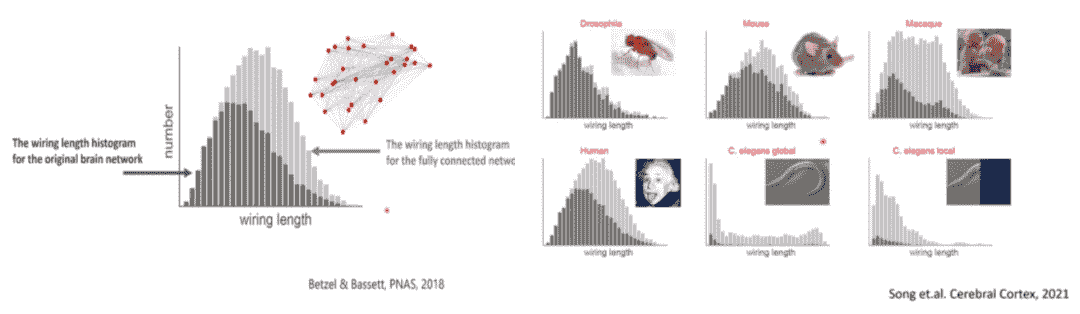 number
The wiring length histogram
for the original brain network
The wiring length histogram
for the fully connected netwc
wiring length
Betzel & Bassett, PNAS, 2018
Drosophila
wiring length
Mouse
wiring length
Macaque
wiring length
Human
wiring length
C. elegans global
wiring length
C. elegans local
wiring length
Song et.al. Cerebral Cortex, 2021